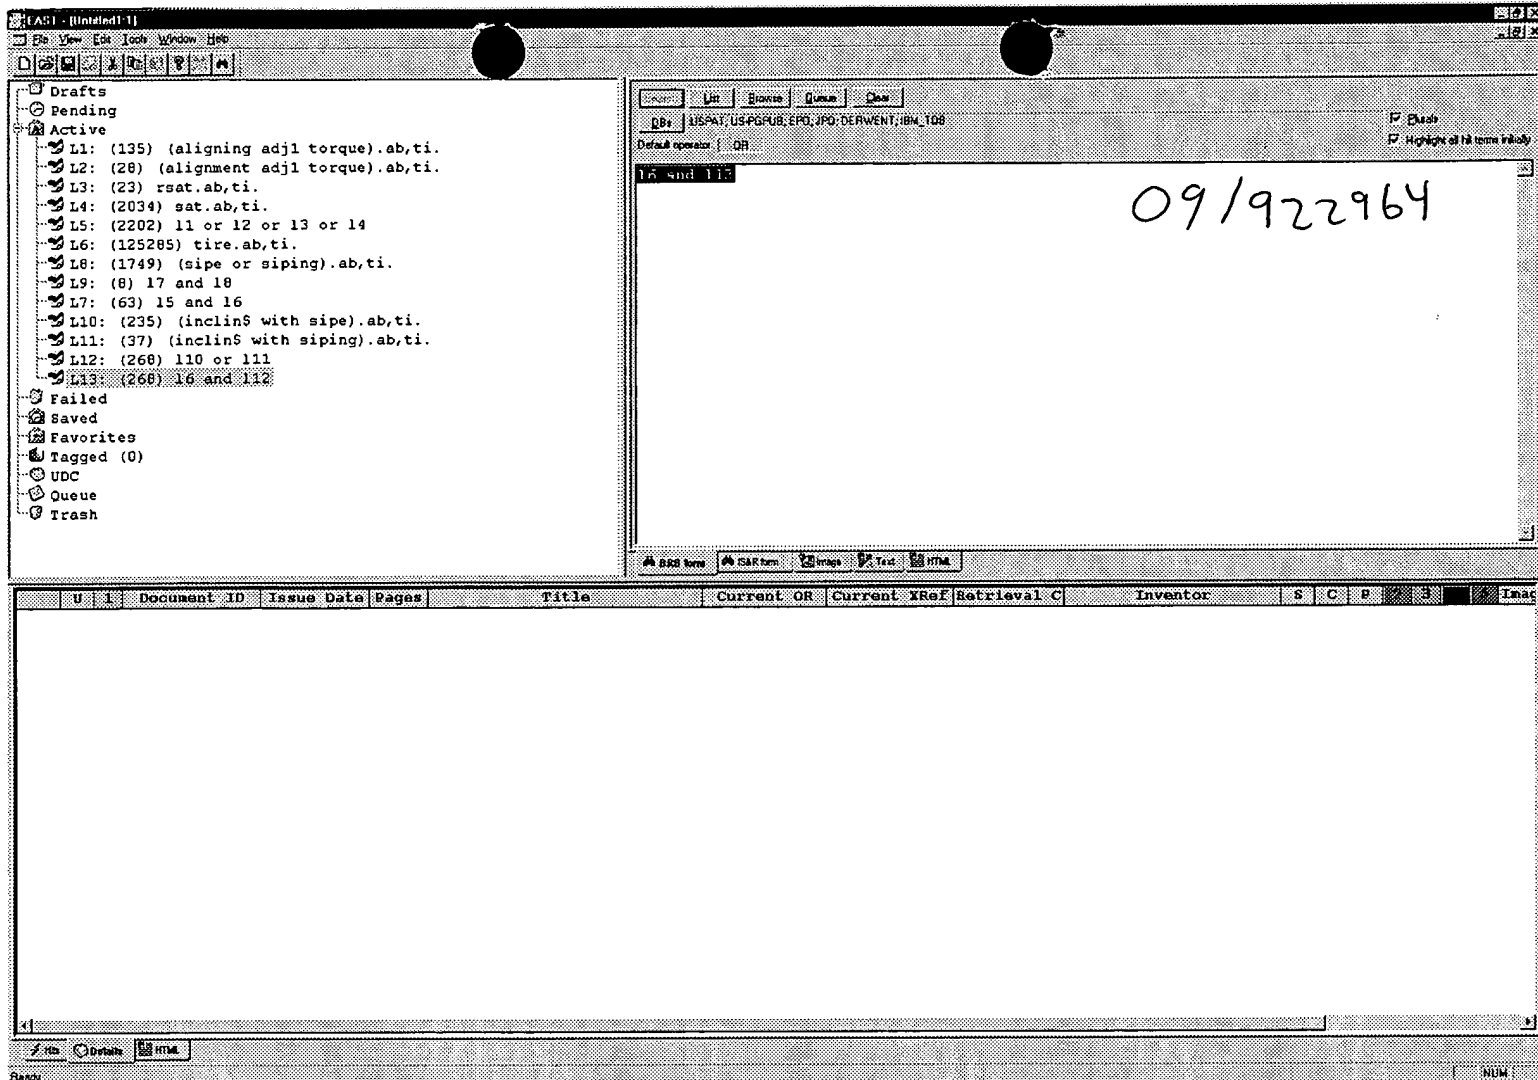 EAST - [Untitled1:1]
File View Edit Tools Window Help
Drafts
Pending
Active
L1: (135) (aligning adj1 torque).ab,ti.
L2: (28) (alignment adj1 torque).ab,ti.
L3: (23) rsat.ab,ti.
L4: (2034) sat.ab,ti.
L5: (2202) l1 or l2 or l3 or l4
L6: (125285) tire.ab,ti.
L8: (1749) (sipe or siping).ab,ti.
L9: (8) l7 and l8
L7: (63) l5 and l6
L10: (235) (inclin$ with sipe).ab,ti.
L11: (37) (inclin$ with siping).ab,ti.
L12: (268) l10 or l11
L13: (268) l6 and l12
Failed
Saved
Favorites
Tagged (0)
UDC
Queue
Trash
List Browse Queue Clear
DBs USPAT; US-PGPUB; EPO; JPO; DERWENT; IBM_TDB
Plurals
Default operator: OR
Highlight all hit terms initially
l6 and l12
09/922964
BRS form IS&R form Image Text HTML
U 1 Document ID Issue Date Pages Title Current OR Current XRef Retrieval C Inventor S C P 2 3 Imag
Hits Details HTML
Ready NUM